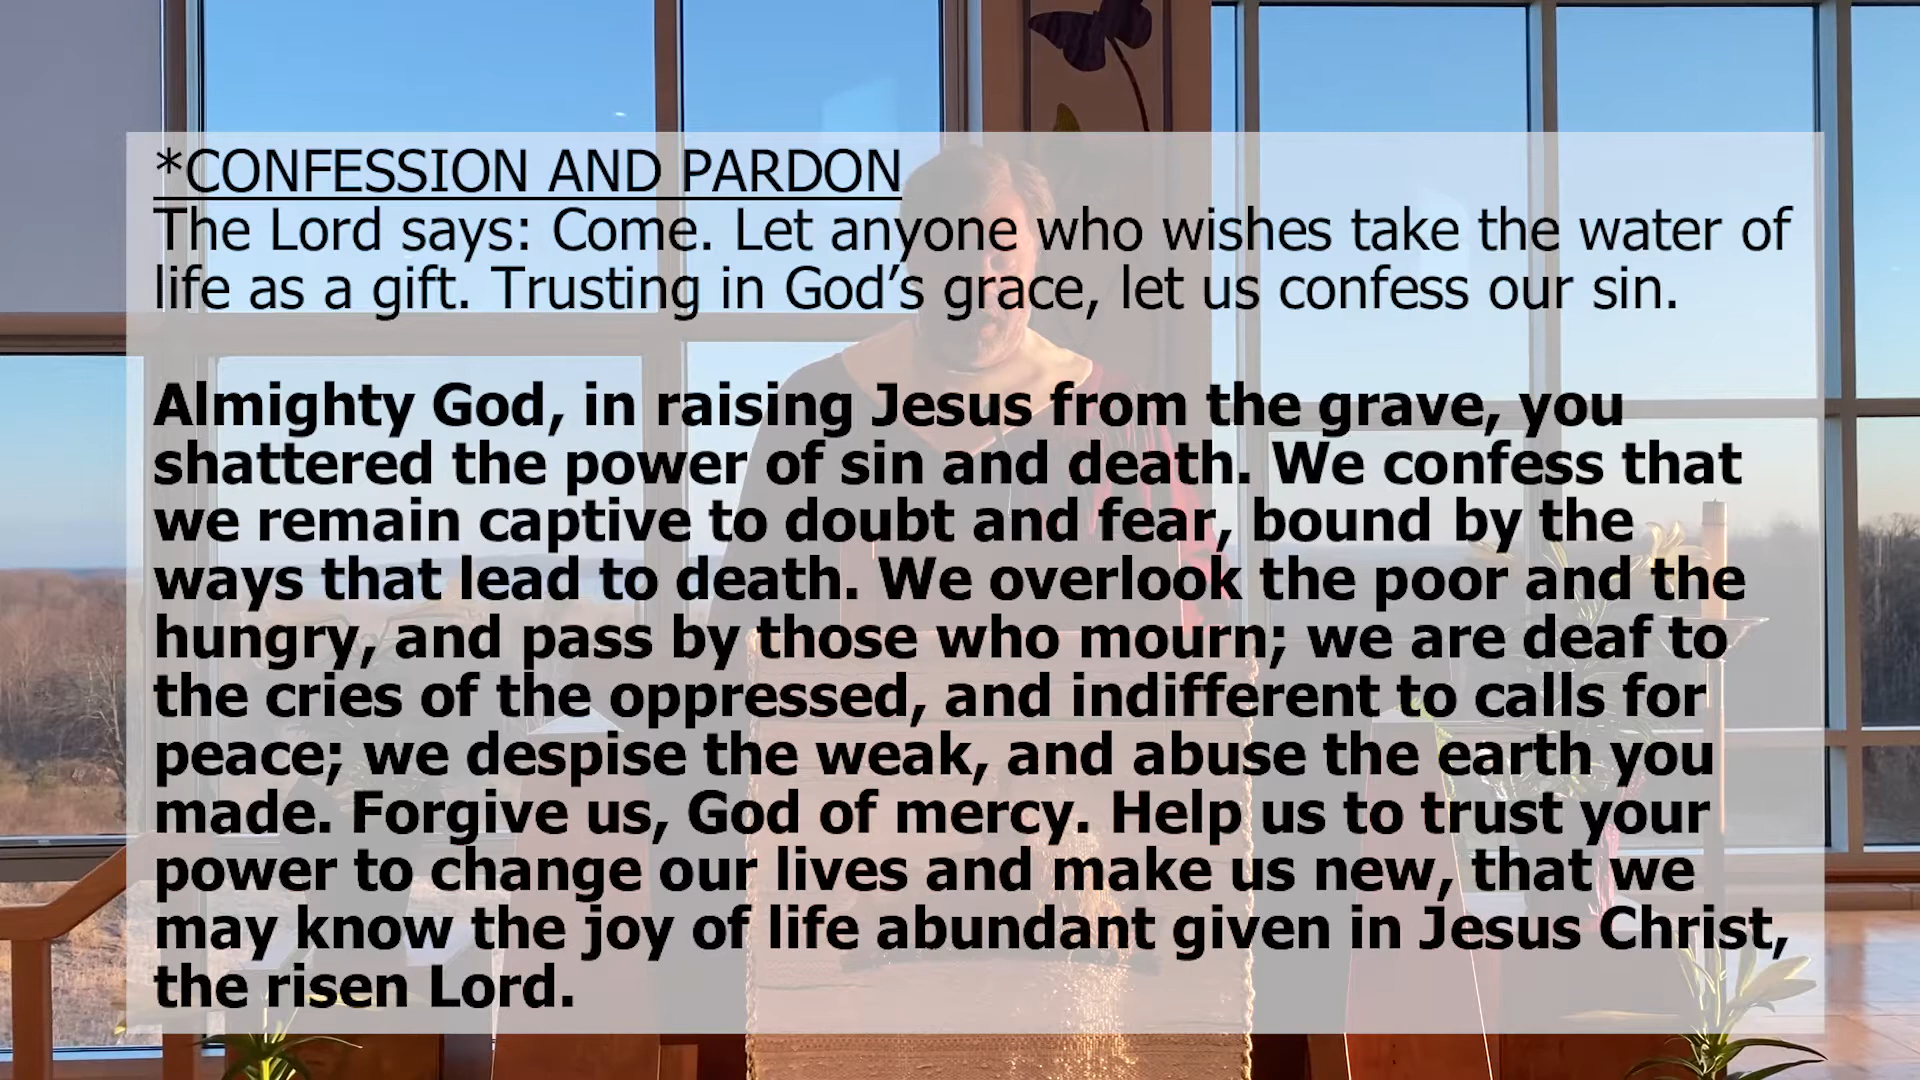 *CONFESSION AND PARDON
The Lord says: Come. Let anyone who wishes take the water of
life as a gift. Trusting in God’s grace, let us confess our sin.
Almighty God, in raising Jesus from the grave, you
shattered the power of sin and death. We confess that
we remain captive to doubt and fear, bound by the
ways that lead to death. We overlook the poor and the
hungry, and pass by those who mourn; we are deaf to
the cries of the oppressed, and indifferent to calls for
peace; we despise the weak, and abuse the earth you
made. Forgive us, God of mercy. Help us to trust your
power to change our lives and make us new, that we
may know the joy of life abundant given in Jesus Christ,
the risen Lord.